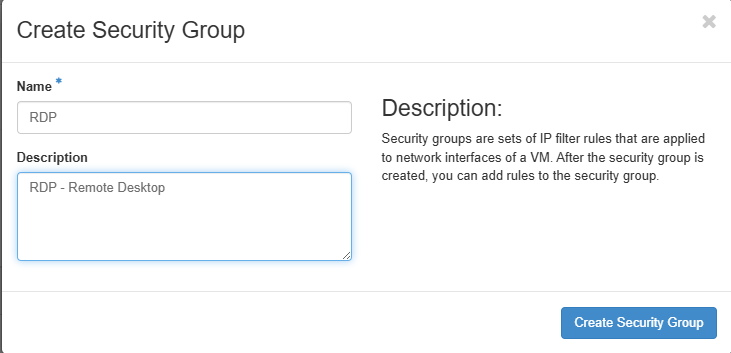 Create Security Group
×
Name *
RDP
Description
RDP - Remote Desktop
Description:
Security groups are sets of IP filter rules that are applied
to network interfaces of a VM. After the security group is
created, you can add rules to the security group.
Create Security Group